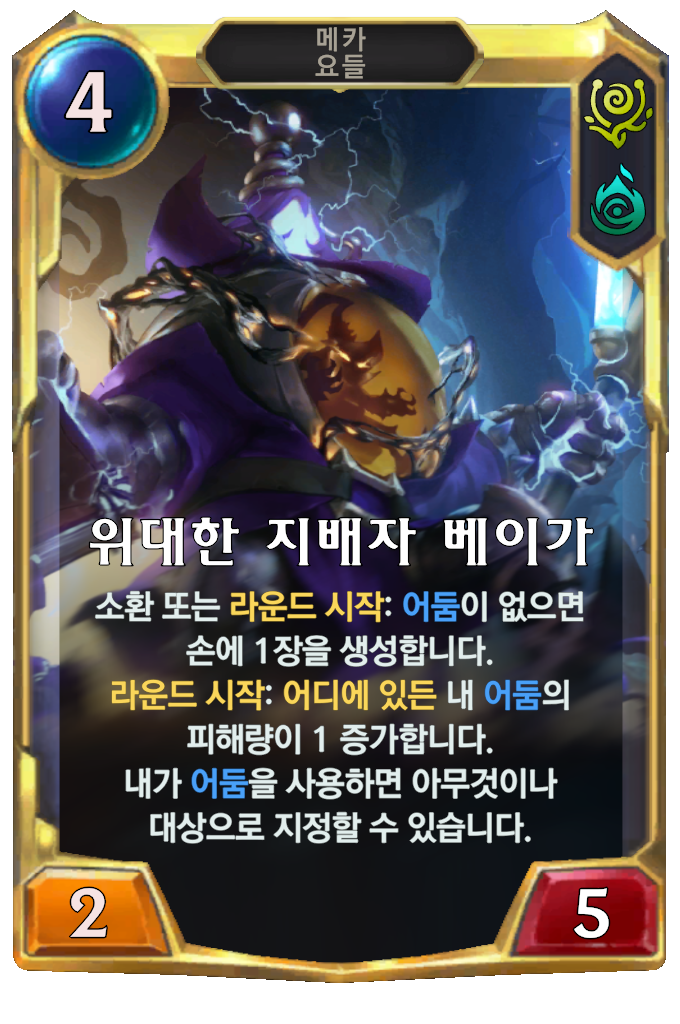 메카
요들
4
위대한 지배자 베이가
소환 또는 라운드 시작: 어둠이 없으면
손에 1장을 생성합니다.
라운드 시작: 어디에 있든 내 어둠의
피해량이 1 증가합니다.
내가 어둠을 사용하면 아무것이나
대상으로 지정할 수 있습니다.
2
5